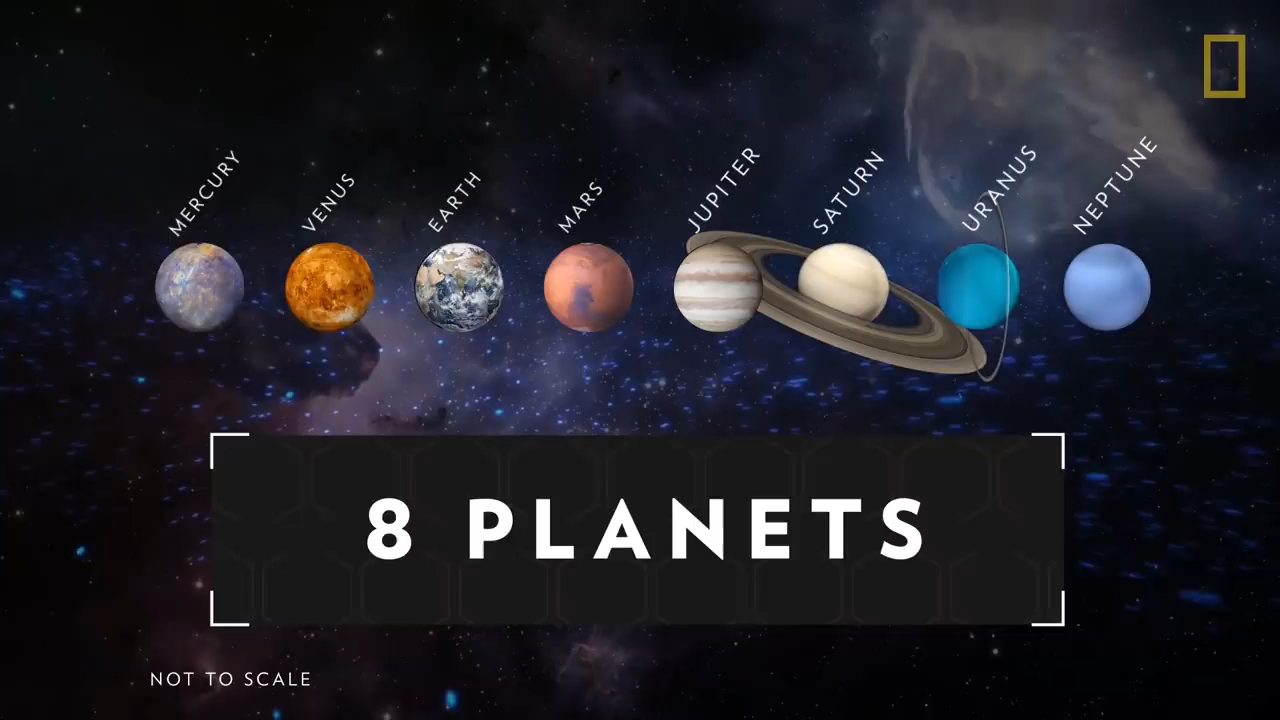 MERCURY
VENUS
EARTH
MARS
JUPITER
SATURN
URANUS
NEPTUNE
8 PLANETS
NOT TO SCALE